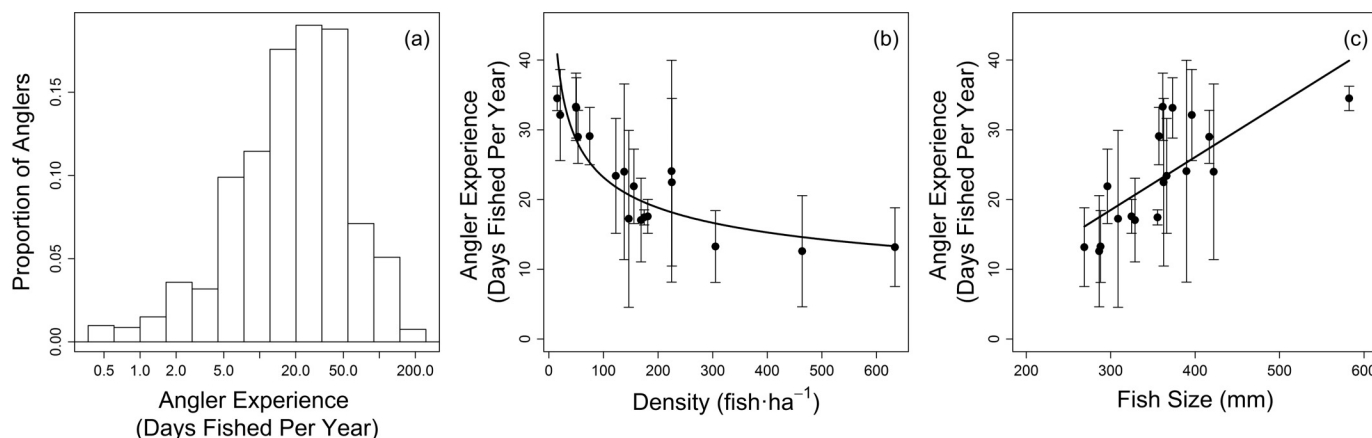 (a)
Proportion of Anglers
0.00
0.05
0.10
0.15
0.5
1.0
2.0
5.0
20.0
50.0
200.0
Angler Experience
(Days Fished Per Year)
(b)
Angler Experience
(Days Fished Per Year)
0
10
20
30
40
0
100
200
300
400
500
600
Density (fish·ha⁻¹)
(c)
Angler Experience
(Days Fished Per Year)
0
10
20
30
40
200
300
400
500
600
Fish Size (mm)